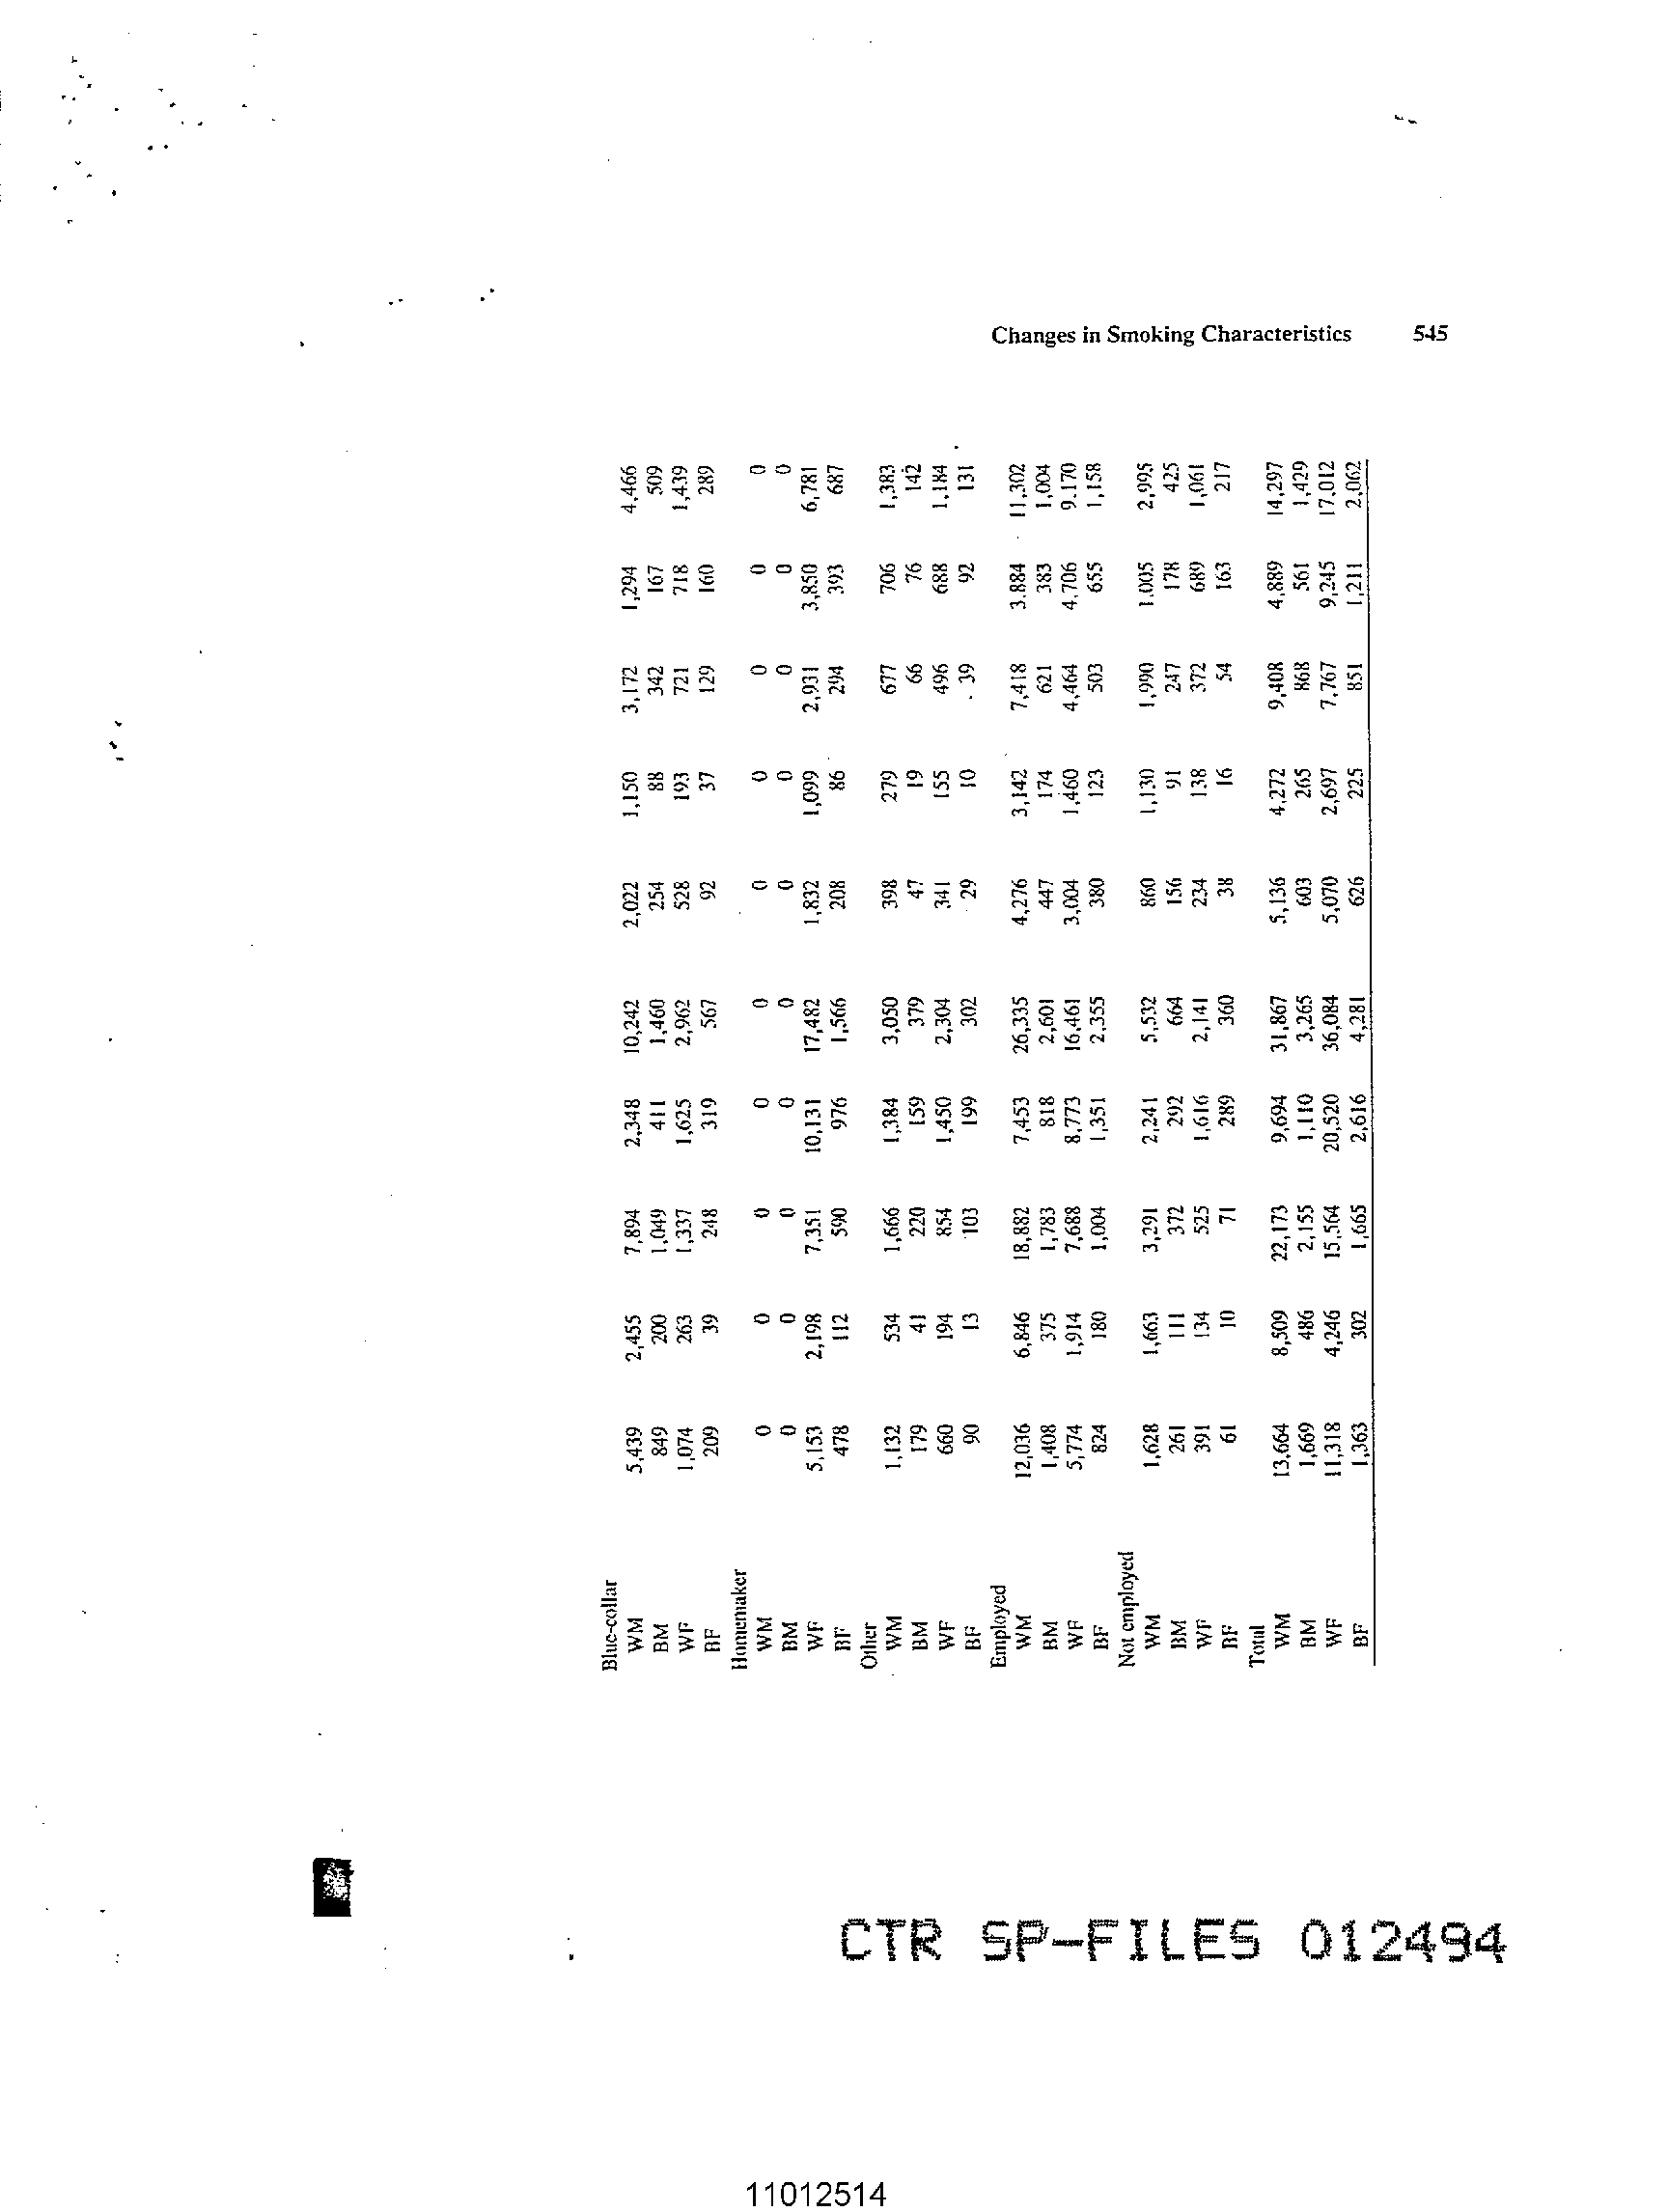 Changes in Smoking Characteristics 545
Blue-collar
WM 5,439 2,455 7,894 2,348 10,242 2,022 1,150 3,172 1,294 4,466
BM 849 200 1,049 411 1,460 254 88 342 167 509
WF 1,074 263 1,337 1,625 2,962 528 193 721 718 1,439
BF 209 39 248 319 567 92 37 129 160 289
Homemaker
WM 0 0 0 0 0 0 0 0 0 0
BM 0 0 0 0 0 0 0 0 0 0
WF 5,153 2,198 7,351 10,131 17,482 1,832 1,099 2,931 3,850 6,781
BF 478 112 590 976 1,566 208 86 294 393 687
Other
WM 1,132 534 1,666 1,384 3,050 398 279 677 706 1,383
BM 179 41 220 159 379 47 19 66 76 142
WF 660 194 854 1,450 2,304 341 155 496 688 1,184
BF 90 13 103 199 302 29 10 39 92 131
Employed
WM 12,036 6,846 18,882 7,453 26,335 4,276 3,142 7,418 3.884 11,302
BM 1,408 375 1,783 818 2,601 447 174 621 383 1,004
WF 5,774 1,914 7,688 8,773 16,461 3,004 1,460 4,464 4,706 9.170
BF 824 180 1,004 1,351 2,355 380 123 503 655 1,158
Not employed
WM 1,628 1,663 3,291 2,241 5,532 860 1,130 1,990 1.005 2,995
BM 261 111 372 292 664 156 91 247 178 425
WF 391 134 525 1,616 2,141 234 138 372 689 1,061
BF 61 10 71 289 360 38 16 54 163 217
Total
WM 13,664 8,509 22,173 9,694 31,867 5,136 4,272 9,408 4,889 14,297
BM 1,669 486 2,155 1,110 3,265 603 265 868 561 1,429
WF 11,318 4,246 15,564 20,520 36,084 5,070 2,697 7,767 9,245 17,012
BF 1,363 302 1,665 2,616 4,281 626 225 851 1,211 2,062
CTR SP-FILES 012494
11012514